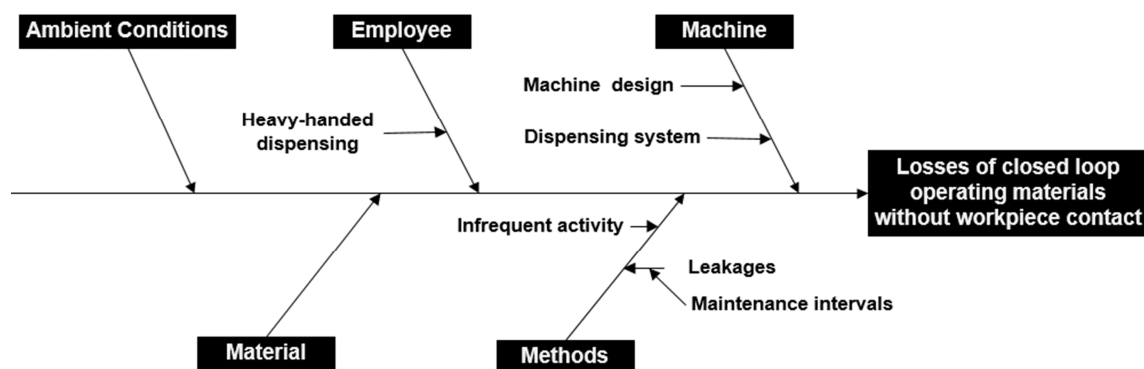 Ambient Conditions
Employee
Machine
Machine design
Heavy-handed
dispensing
Dispensing system
Losses of closed loop
operating materials
without workpiece contact
Infrequent activity
Leakages
Maintenance intervals
Material
Methods